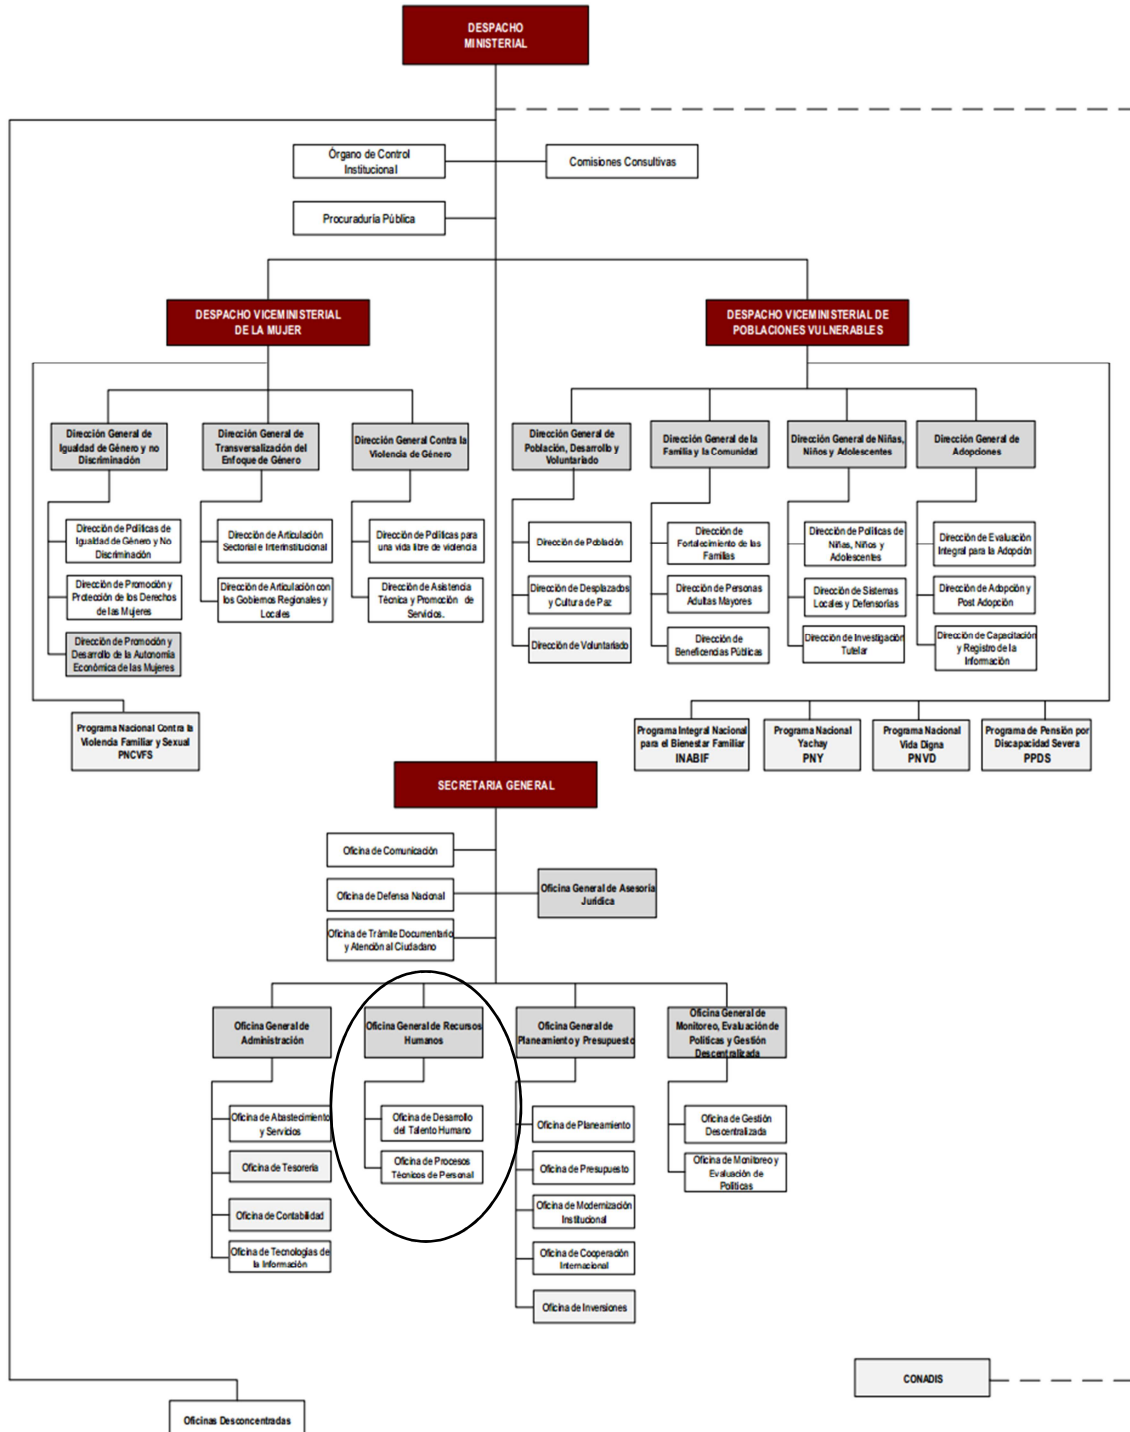 DESPACHO
MINISTERIAL
Órgano de Control
Institucional
Comisiones Consultivas
Procuraduría Pública
DESPACHO VICEMINISTERIAL
DE LA MUJER
DESPACHO VICEMINISTERIAL DE
POBLACIONES VULNERABLES
Dirección General de
Igualdad de Género y no
Discriminación
Dirección General de
Transversalización del
Enfoque de Género
Dirección General Contra la
Violencia de Género
Dirección General de
Población, Desarrollo y
Voluntariado
Dirección General de la
Familia y la Comunidad
Dirección General de Niñas,
Niños y Adolescentes
Dirección General de
Adopciones
Dirección de Políticas de
Igualdad de Género y No
Discriminación
Dirección de Articulación
Sectorial e Interinstitucional
Dirección de Políticas para
una vida libre de violencia
Dirección de Población
Dirección de
Fortalecimiento de las
Familias
Dirección de Políticas de
Niñas, Niños y
Adolescentes
Dirección de Evaluación
Integral para la Adopción
Dirección de Promoción y
Protección de los Derechos
de las Mujeres
Dirección de Articulación con
los Gobiernos Regionales y
Locales
Dirección de Asistencia
Técnica y Promoción de
Servicios.
Dirección de Desplazados
y Cultura de Paz
Dirección de Personas
Adultas Mayores
Dirección de Sistemas
Locales y Defensorías
Dirección de Adopción y
Post Adopción
Dirección de Promoción y
Desarrollo de la Autonomía
Económica de las Mujeres
Dirección de Voluntariado
Dirección de
Beneficencias Públicas
Dirección de Investigación
Tutelar
Dirección de Capacitación
y Registro de la
Información
Programa Nacional Contra la
Violencia Familiar y Sexual
PNCVFS
Programa Integral Nacional
para el Bienestar Familiar
INABIF
Programa Nacional
Yachay
PNY
Programa Nacional
Vida Digna
PNVD
Programa de Pensión por
Discapacidad Severa
PPDS
SECRETARIA GENERAL
Oficina de Comunicación
Oficina de Defensa Nacional
Oficina General de Asesoría
Jurídica
Oficina de Trámite Documentario
y Atención al Ciudadano
Oficina General de
Administración
Oficina General de Recursos
Humanos
Oficina General de
Planeamiento y Presupuesto
Oficina General de
Monitoreo, Evaluación de
Políticas y Gestión
Descentralizada
Oficina de Abastecimiento
y Servicios
Oficina de Desarrollo
del Talento Humano
Oficina de Planeamiento
Oficina de Gestión
Descentralizada
Oficina de Tesorería
Oficina de Procesos
Técnicos de Personal
Oficina de Presupuesto
Oficina de Monitoreo y
Evaluación de
Políticas
Oficina de Contabilidad
Oficina de Modernización
Institucional
Oficina de Tecnologías de
la Información
Oficina de Cooperación
Internacional
Oficina de Inversiones
CONADIS
Oficinas Desconcentradas